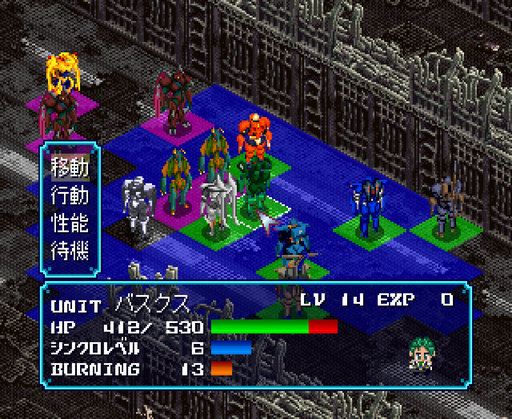 移動
行動
性能
待機
UNIT バスクス LV 14 EXP 0
HP 412/ 530
シンクロレベル 6
BURNING 13